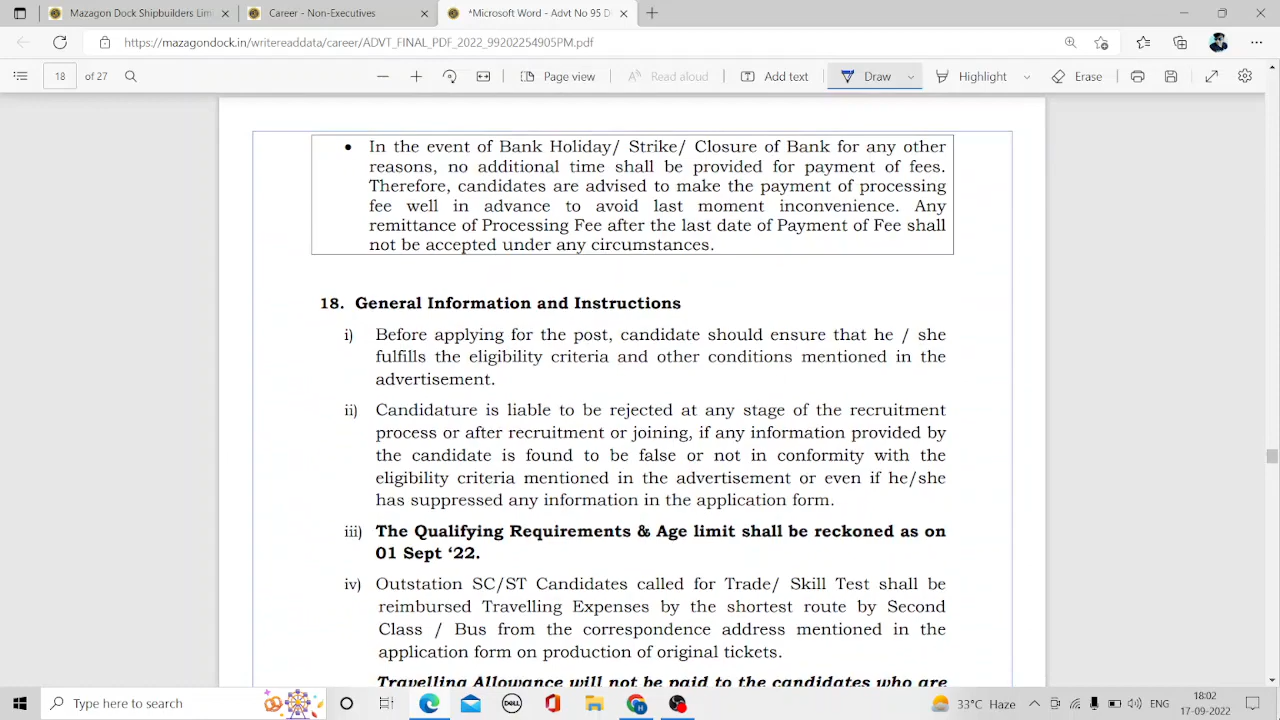 Mazagon Dock Shipbuilders Limi
Career - Non-Executives
*Microsoft Word - Advt No 95 D
https://mazagondock.in/writereaddata/career/ADVT_FINAL_PDF_2022_99202254905PM.pdf
18 of 27
Page view
Read aloud
Add text
Draw
Highlight
Erase
• In the event of Bank Holiday/ Strike/ Closure of Bank for any other
reasons, no additional time shall be provided for payment of fees.
Therefore, candidates are advised to make the payment of processing
fee well in advance to avoid last moment inconvenience. Any
remittance of Processing Fee after the last date of Payment of Fee shall
not be accepted under any circumstances.
18. General Information and Instructions
i) Before applying for the post, candidate should ensure that he / she
fulfills the eligibility criteria and other conditions mentioned in the
advertisement.
ii) Candidature is liable to be rejected at any stage of the recruitment
process or after recruitment or joining, if any information provided by
the candidate is found to be false or not in conformity with the
eligibility criteria mentioned in the advertisement or even if he/she
has suppressed any information in the application form.
iii) The Qualifying Requirements & Age limit shall be reckoned as on
01 Sept ‘22.
iv) Outstation SC/ST Candidates called for Trade/ Skill Test shall be
reimbursed Travelling Expenses by the shortest route by Second
Class / Bus from the correspondence address mentioned in the
application form on production of original tickets.
Travelling Allowance will not be paid to the candidates who are
Type here to search
DELL
33°C Haze
ENG
18:02
17-09-2022